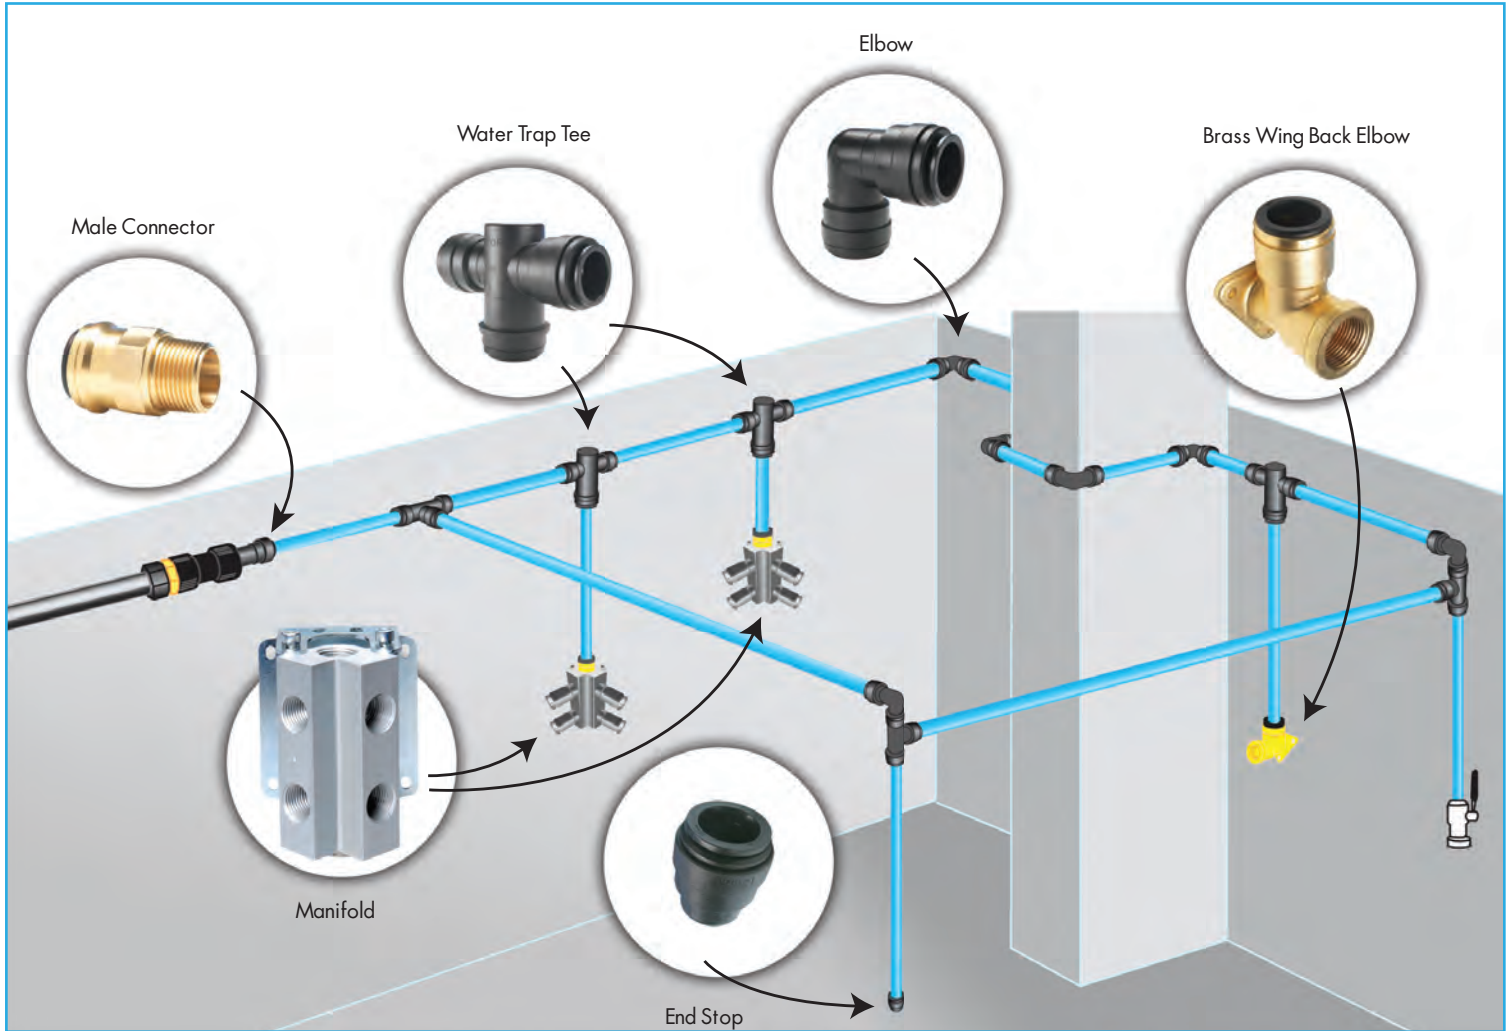 Elbow
Water Trap Tee
Brass Wing Back Elbow
Male Connector
Manifold
End Stop